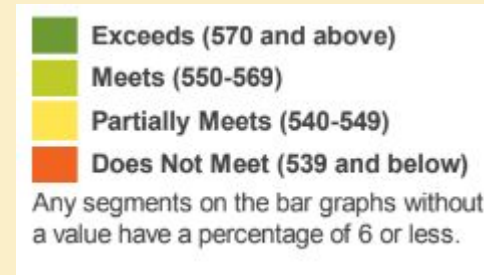 Exceeds (570 and above)
Meets (550-569)
Partially Meets (540-549)
Does Not Meet (539 and below)
Any segments on the bar graphs without
a value have a percentage of 6 or less.